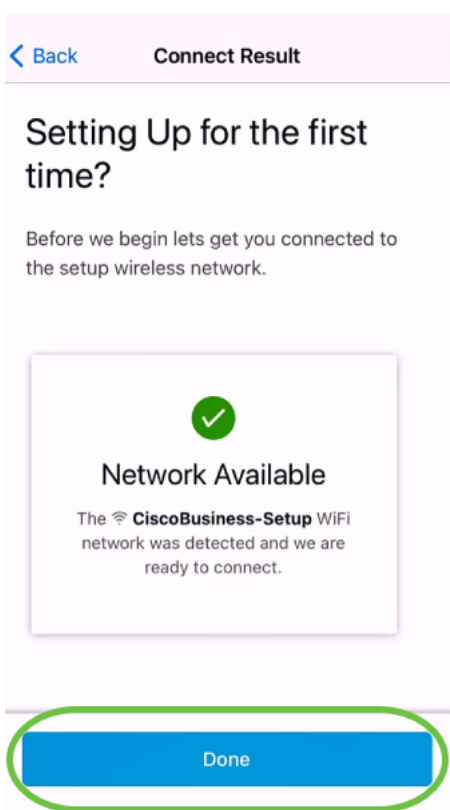 Back
Connect Result
Setting Up for the first
time?
Before we begin lets get you connected to
the setup wireless network.
Network Available
The CiscoBusiness-Setup WiFi
network was detected and we are
ready to connect.
Done